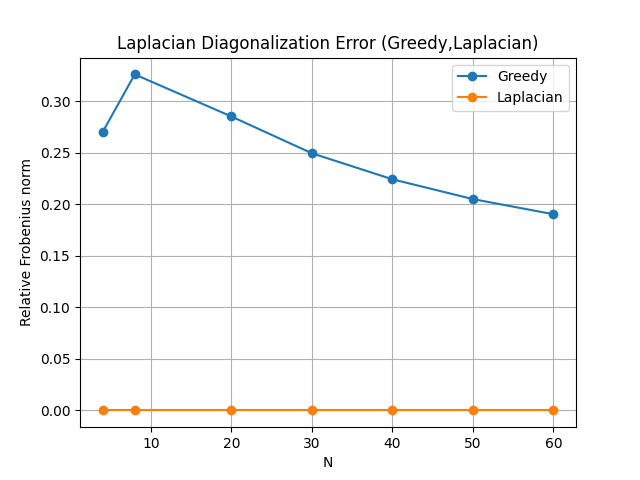 Laplacian Diagonalization Error (Greedy,Laplacian)
Greedy
Laplacian
Relative Frobenius norm
0.30
0.25
0.20
0.15
0.10
0.05
0.00
10 20 30 40 50 60
N